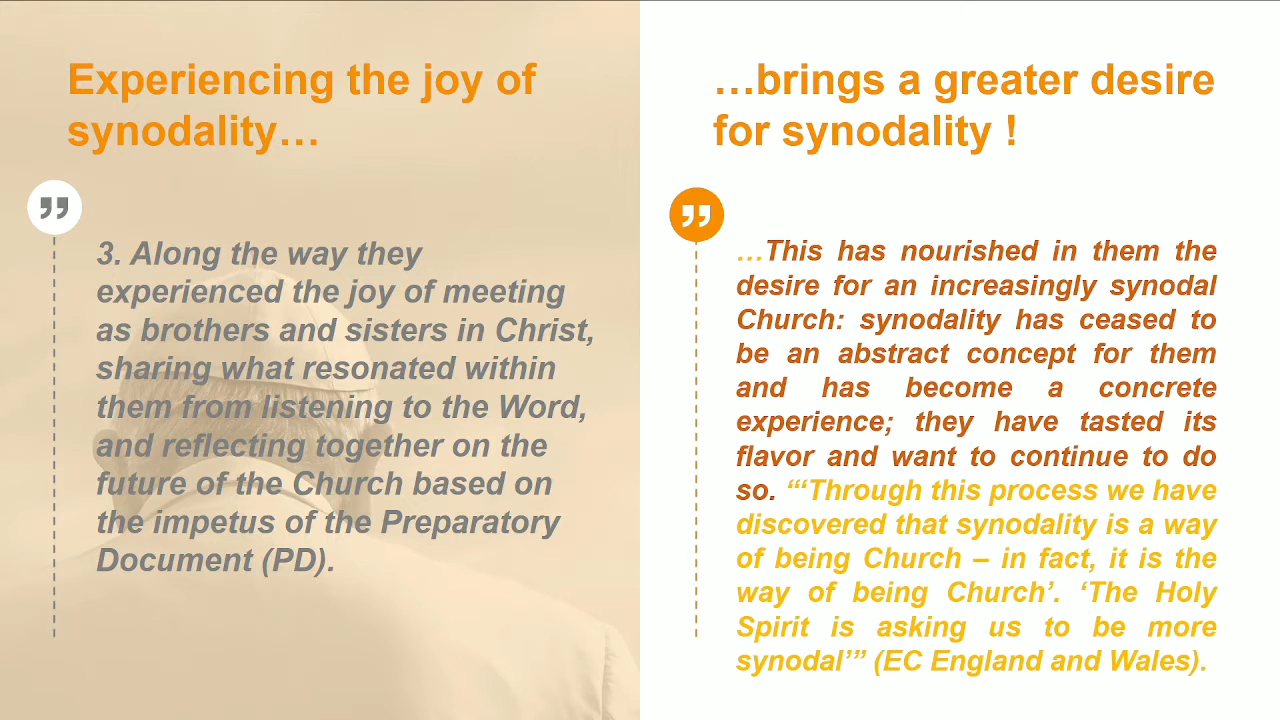 Experiencing the joy of
synodality…
3. Along the way they
experienced the joy of meeting
as brothers and sisters in Christ,
sharing what resonated within
them from listening to the Word,
and reflecting together on the
future of the Church based on
the impetus of the Preparatory
Document (PD).
…brings a greater desire
for synodality !
…This has nourished in them the
desire for an increasingly synodal
Church: synodality has ceased to
be an abstract concept for them
and has become a concrete
experience; they have tasted its
flavor and want to continue to do
so. “‘Through this process we have
discovered that synodality is a way
of being Church – in fact, it is the
way of being Church’. ‘The Holy
Spirit is asking us to be more
synodal’” (EC England and Wales).